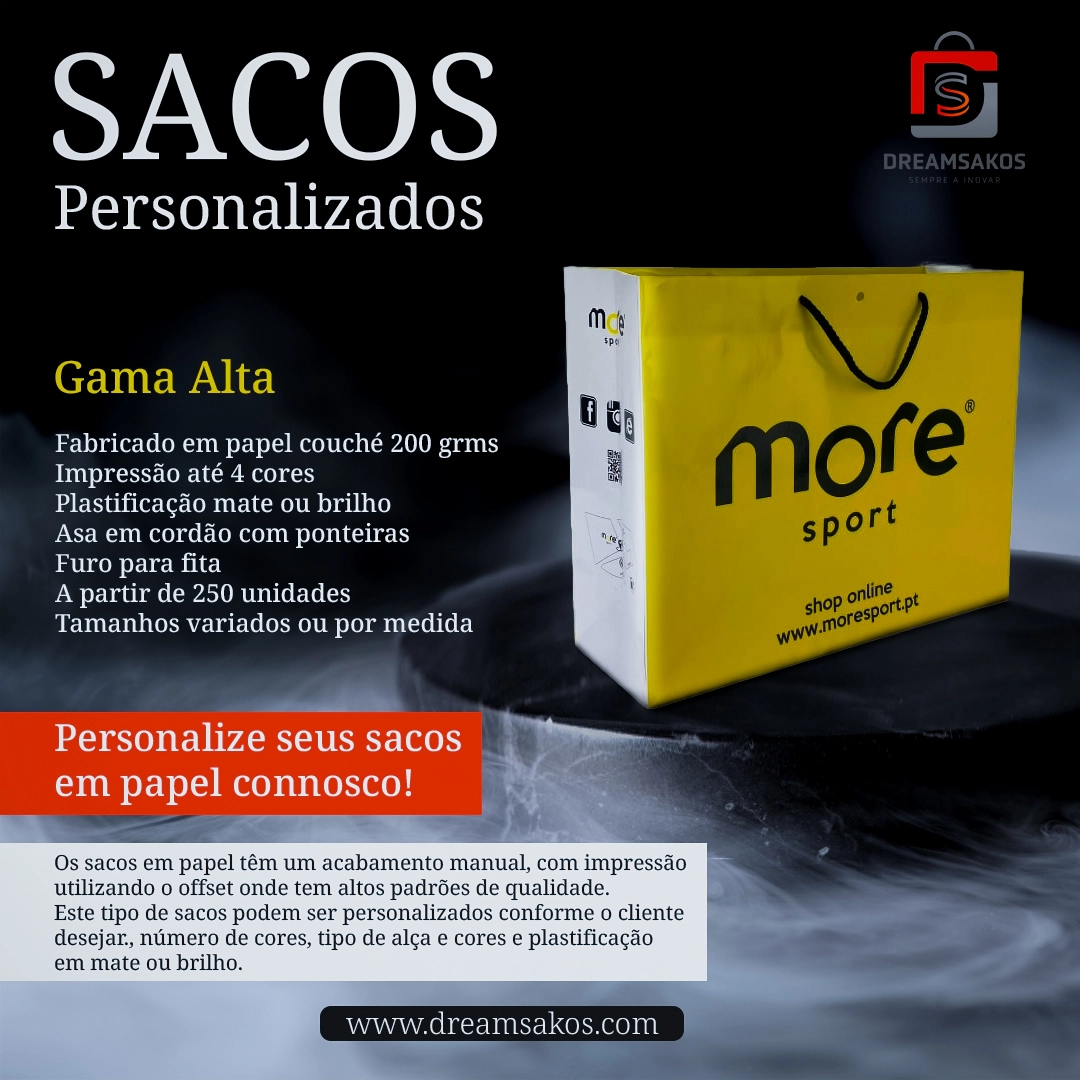 SACOS
Personalizados
DREAMSAKOS
SEMPRE A INOVAR
Gama Alta
Fabricado em papel couché 200 grms
Impressão até 4 cores
Plastificação mate ou brilho
Asa em cordão com ponteiras
Furo para fita
A partir de 250 unidades
Tamanhos variados ou por medida
more
more®
sport
shop online
www.moresport.pt
Personalize seus sacos
em papel connosco!
Os sacos em papel têm um acabamento manual, com impressão
utilizando o offset onde tem altos padrões de qualidade.
Este tipo de sacos podem ser personalizados conforme o cliente
desejar., número de cores, tipo de alça e cores e plastificação
em mate ou brilho.
www.dreamsakos.com